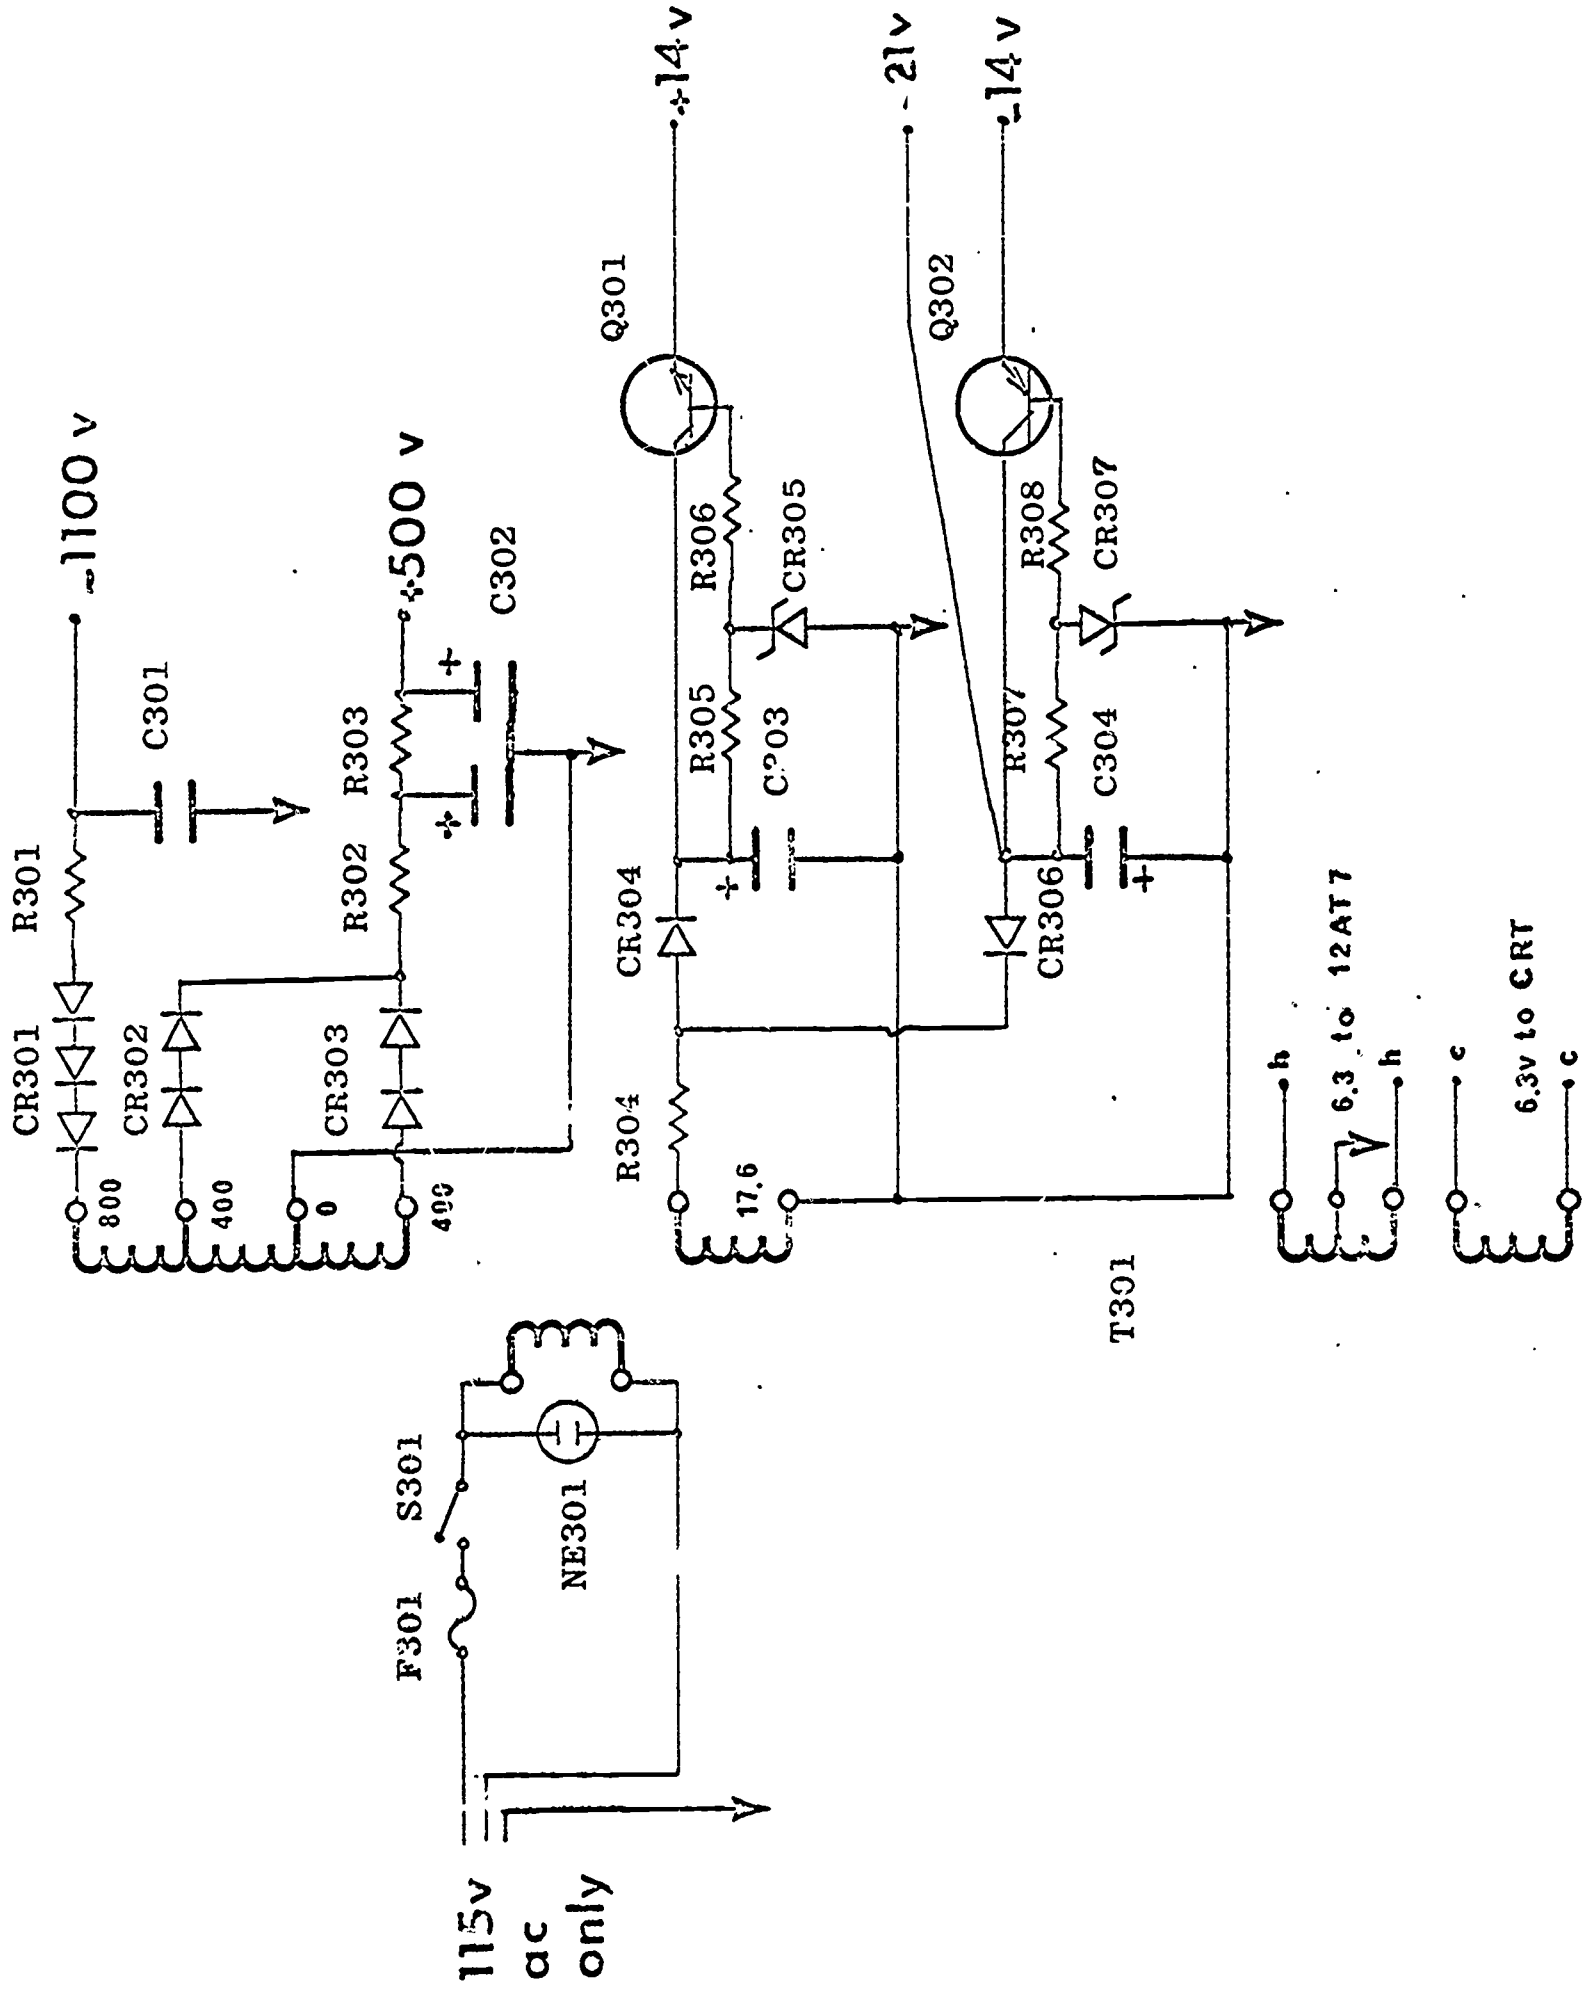 115v
ac
only
F301
S301
NE301
T301
800
400
0
400
CR301
CR302
CR303
R301
R302
R303
C301
C302
-1100 v
+500 v
17.6
R304
CR304
CR306
C303
C304
R305
R306
R307
R308
CR305
CR307
Q301
Q302
+14 v
- 21v
-14 v
h
6.3 to 12AT7
h
c
6.3v to CRT
c
+
+
+
+